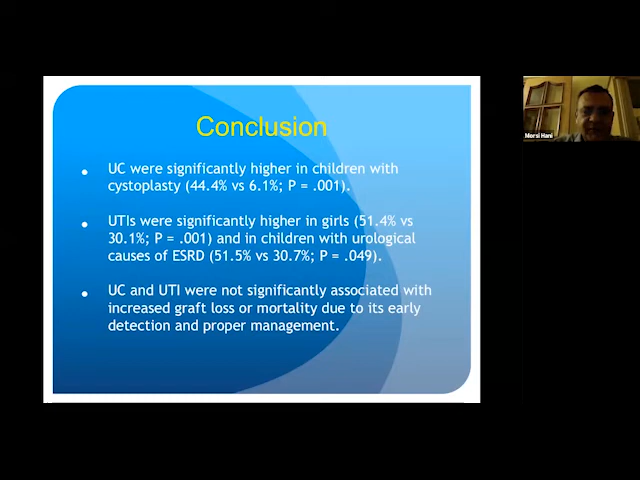 Conclusion
• UC were significantly higher in children with
cystoplasty (44.4% vs 6.1%; P = .001).
• UTIs were significantly higher in girls (51.4% vs
30.1%; P = .001) and in children with urological
causes of ESRD (51.5% vs 30.7%; P = .049).
• UC and UTI were not significantly associated with
increased graft loss or mortality due to its early
detection and proper management.
Morsi Hani